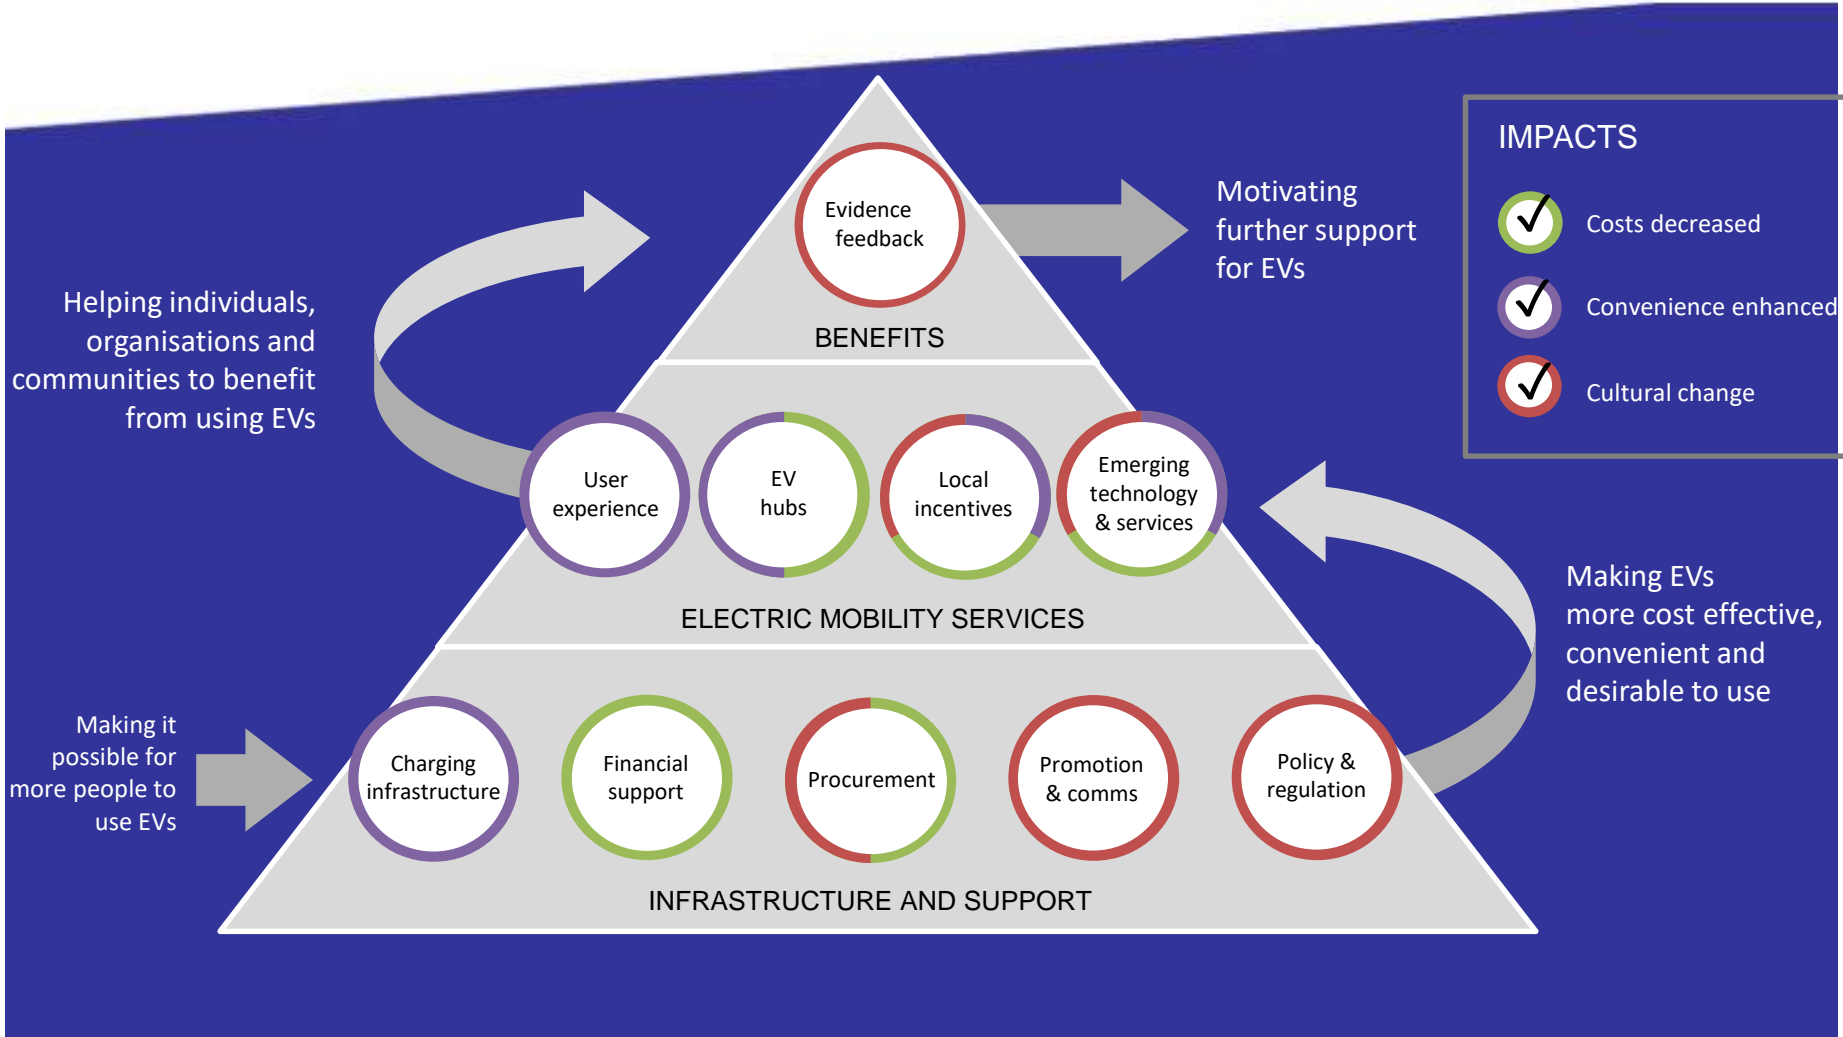 IMPACTS
Costs decreased
Convenience enhanced
Cultural change
Evidence
feedback
BENEFITS
Motivating
further support
for EVs
Helping individuals,
organisations and
communities to benefit
from using EVs
User
experience
EV
hubs
Local
incentives
Emerging
technology
& services
ELECTRIC MOBILITY SERVICES
Making EVs
more cost effective,
convenient and
desirable to use
Making it
possible for
more people to
use EVs
Charging
infrastructure
Financial
support
Procurement
Promotion
& comms
Policy &
regulation
INFRASTRUCTURE AND SUPPORT